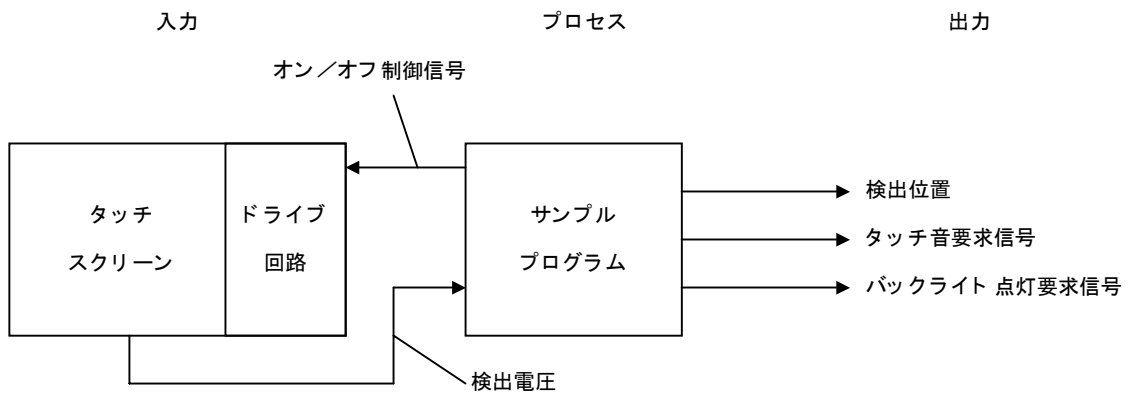 入力
プロセス
出力
オン／オフ制御信号
タッチ
スクリーン
ドライブ
回路
サンプル
プログラム
検出位置
タッチ音要求信号
バックライト点灯要求信号
検出電圧